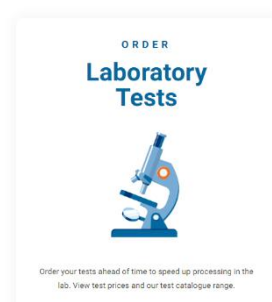 ORDER
Laboratory
Tests
Order your tests ahead of time to speed up processing in the
lab. View test prices and our test catalogue range.